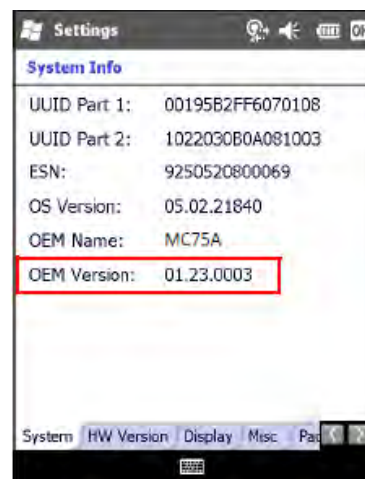 Settings
System Info
UUID Part 1: 00195B2FF6070108
UUID Part 2: 1022030B0A081003
ESN: 9250520800069
OS Version: 05.02.21840
OEM Name: MC75A
OEM Version: 01.23.0003
System HW Version Display Misc